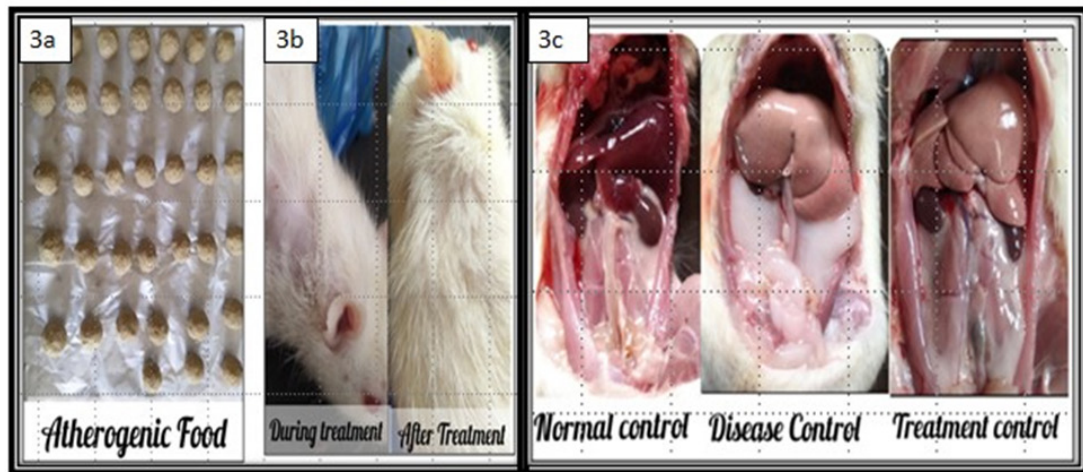 3a
3b
3c
Atherogenic Food
During treatment
After Treatment
Normal control
Disease Control
Treatment control